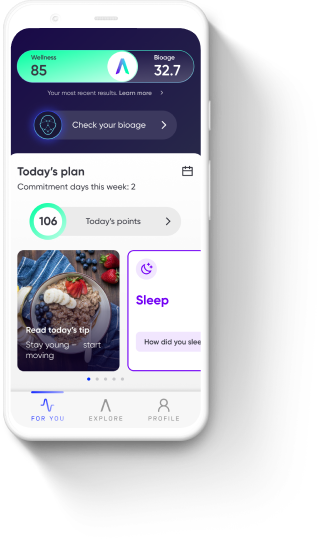 Wellness
85
Bioage
32.7
Your most recent results. Learn more
Check your bioage
Today's plan
Commitment days this week: 2
106
Today's points
Read today's tip
Stay young – start
moving
Sleep
How did you slee
FOR YOU
EXPLORE
PROFILE